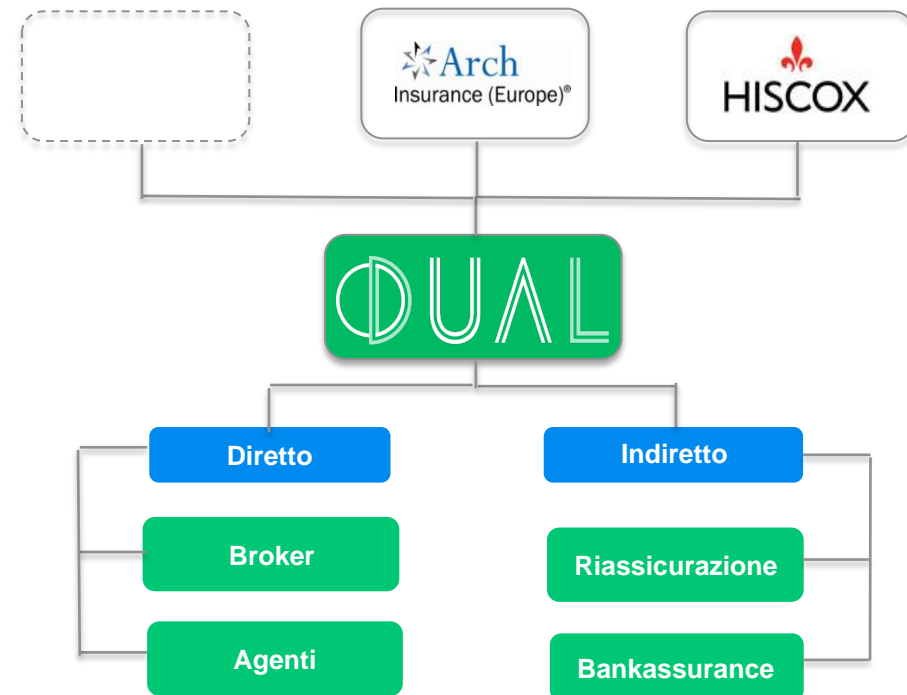 Arch
Insurance (Europe)®
HISCOX
DUAL
Diretto
Indiretto
Broker
Riassicurazione
Agenti
Bankassurance